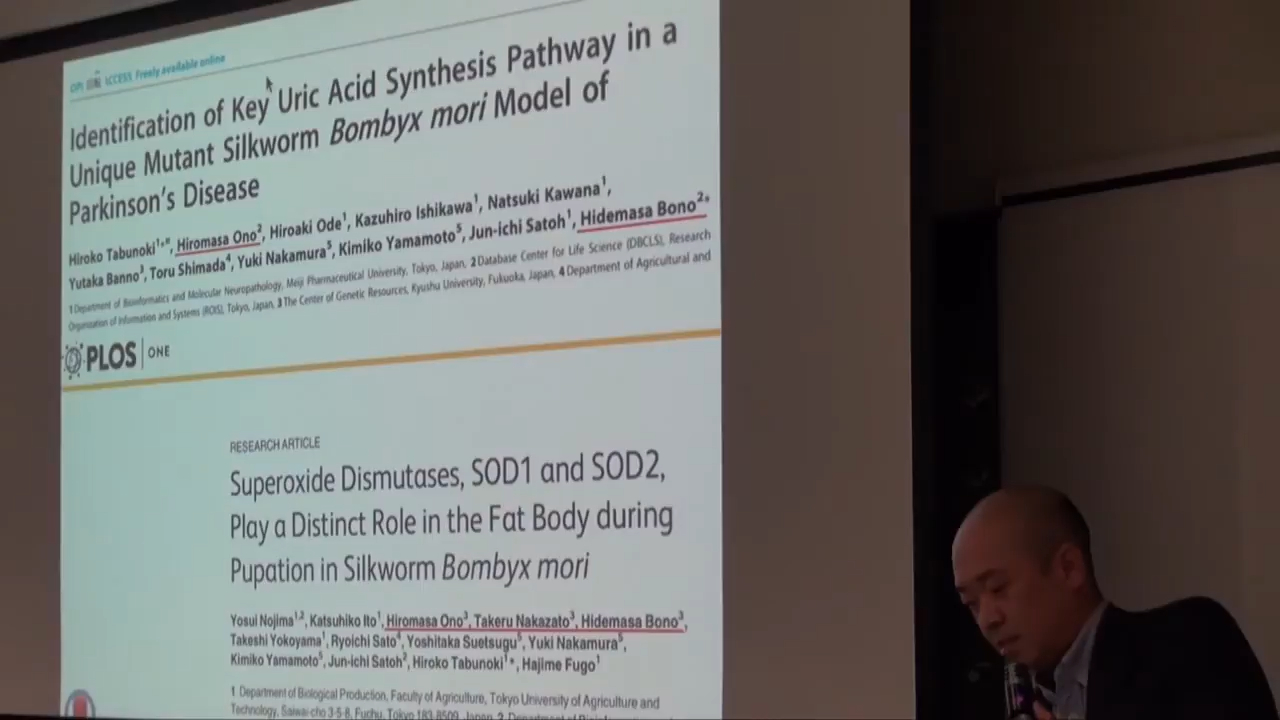 OPEN ACCESS Freely available online
Identification of Key Uric Acid Synthesis Pathway in a
Unique Mutant Silkworm Bombyx mori Model of
Parkinson's Disease
Hiroko Tabunoki1*¤, Hiromasa Ono2, Hiroaki Ode1, Kazuhiro Ishikawa1, Natsuki Kawana1,
Yutaka Banno3, Toru Shimada4, Yuki Nakamura5, Kimiko Yamamoto5, Jun-ichi Satoh1, Hidemasa Bono2*
1 Department of Bioinformatics and Molecular Neuropathology, Meiji Pharmaceutical University, Tokyo, Japan, 2 Database Center for Life Science (DBCLS), Research
Organization of Information and Systems (ROIS), Tokyo, Japan, 3 The Center of Genetic Resources, Kyushu University, Fukuoka, Japan, 4 Department of Agricultural and
PLOS ONE
RESEARCH ARTICLE
Superoxide Dismutases, SOD1 and SOD2,
Play a Distinct Role in the Fat Body during
Pupation in Silkworm Bombyx mori
Yosui Nojima1,2, Katsuhiko Ito1, Hiromasa Ono3, Takeru Nakazato3, Hidemasa Bono3,
Takeshi Yokoyama1, Ryoichi Sato4, Yoshitaka Suetsugu5, Yuki Nakamura5,
Kimiko Yamamoto5, Jun-ichi Satoh2, Hiroko Tabunoki1*, Hajime Fugo1
1 Department of Biological Production, Faculty of Agriculture, Tokyo University of Agriculture and
Technology, Saiwai-cho 3-5-8, Fuchu, Tokyo 183-8509, Japan, 2 Department of